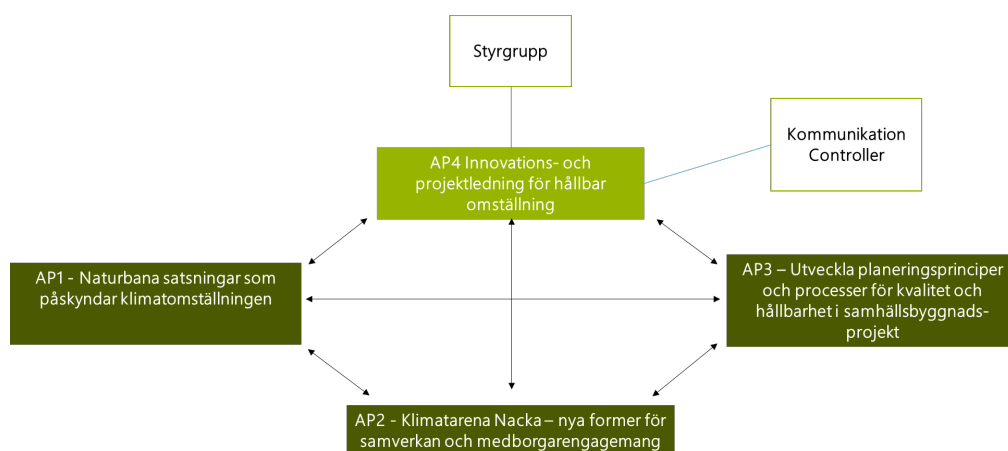 Styrgrupp
Kommunikation
Controller
AP4 Innovations- och
projektledning för hållbar
omställning
AP1 - Naturbana satsningar som
påskyndar klimatomställningen
AP3 – Utveckla planeringsprinciper
och processer för kvalitet och
hållbarhet i samhällsbyggnads-
projekt
AP2 - Klimatarena Nacka – nya former för
samverkan och medborgarengagemang